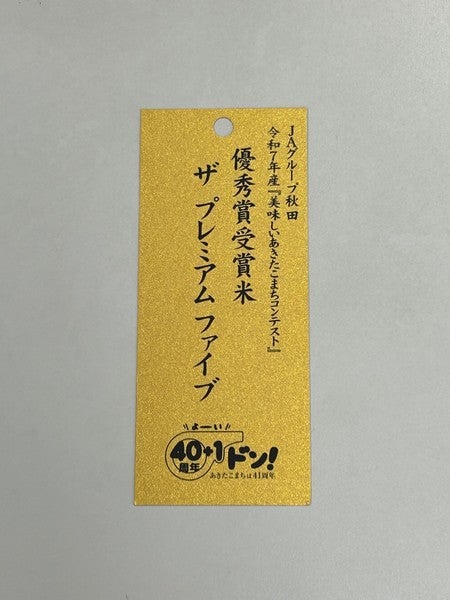 JAグループ秋田
令和7年産『美味しいあきたこまちコンテスト』
優秀賞受賞米
ザ プレミアム ファイブ
よーい
40+1
周年
ドン!
あきたこまちは41周年